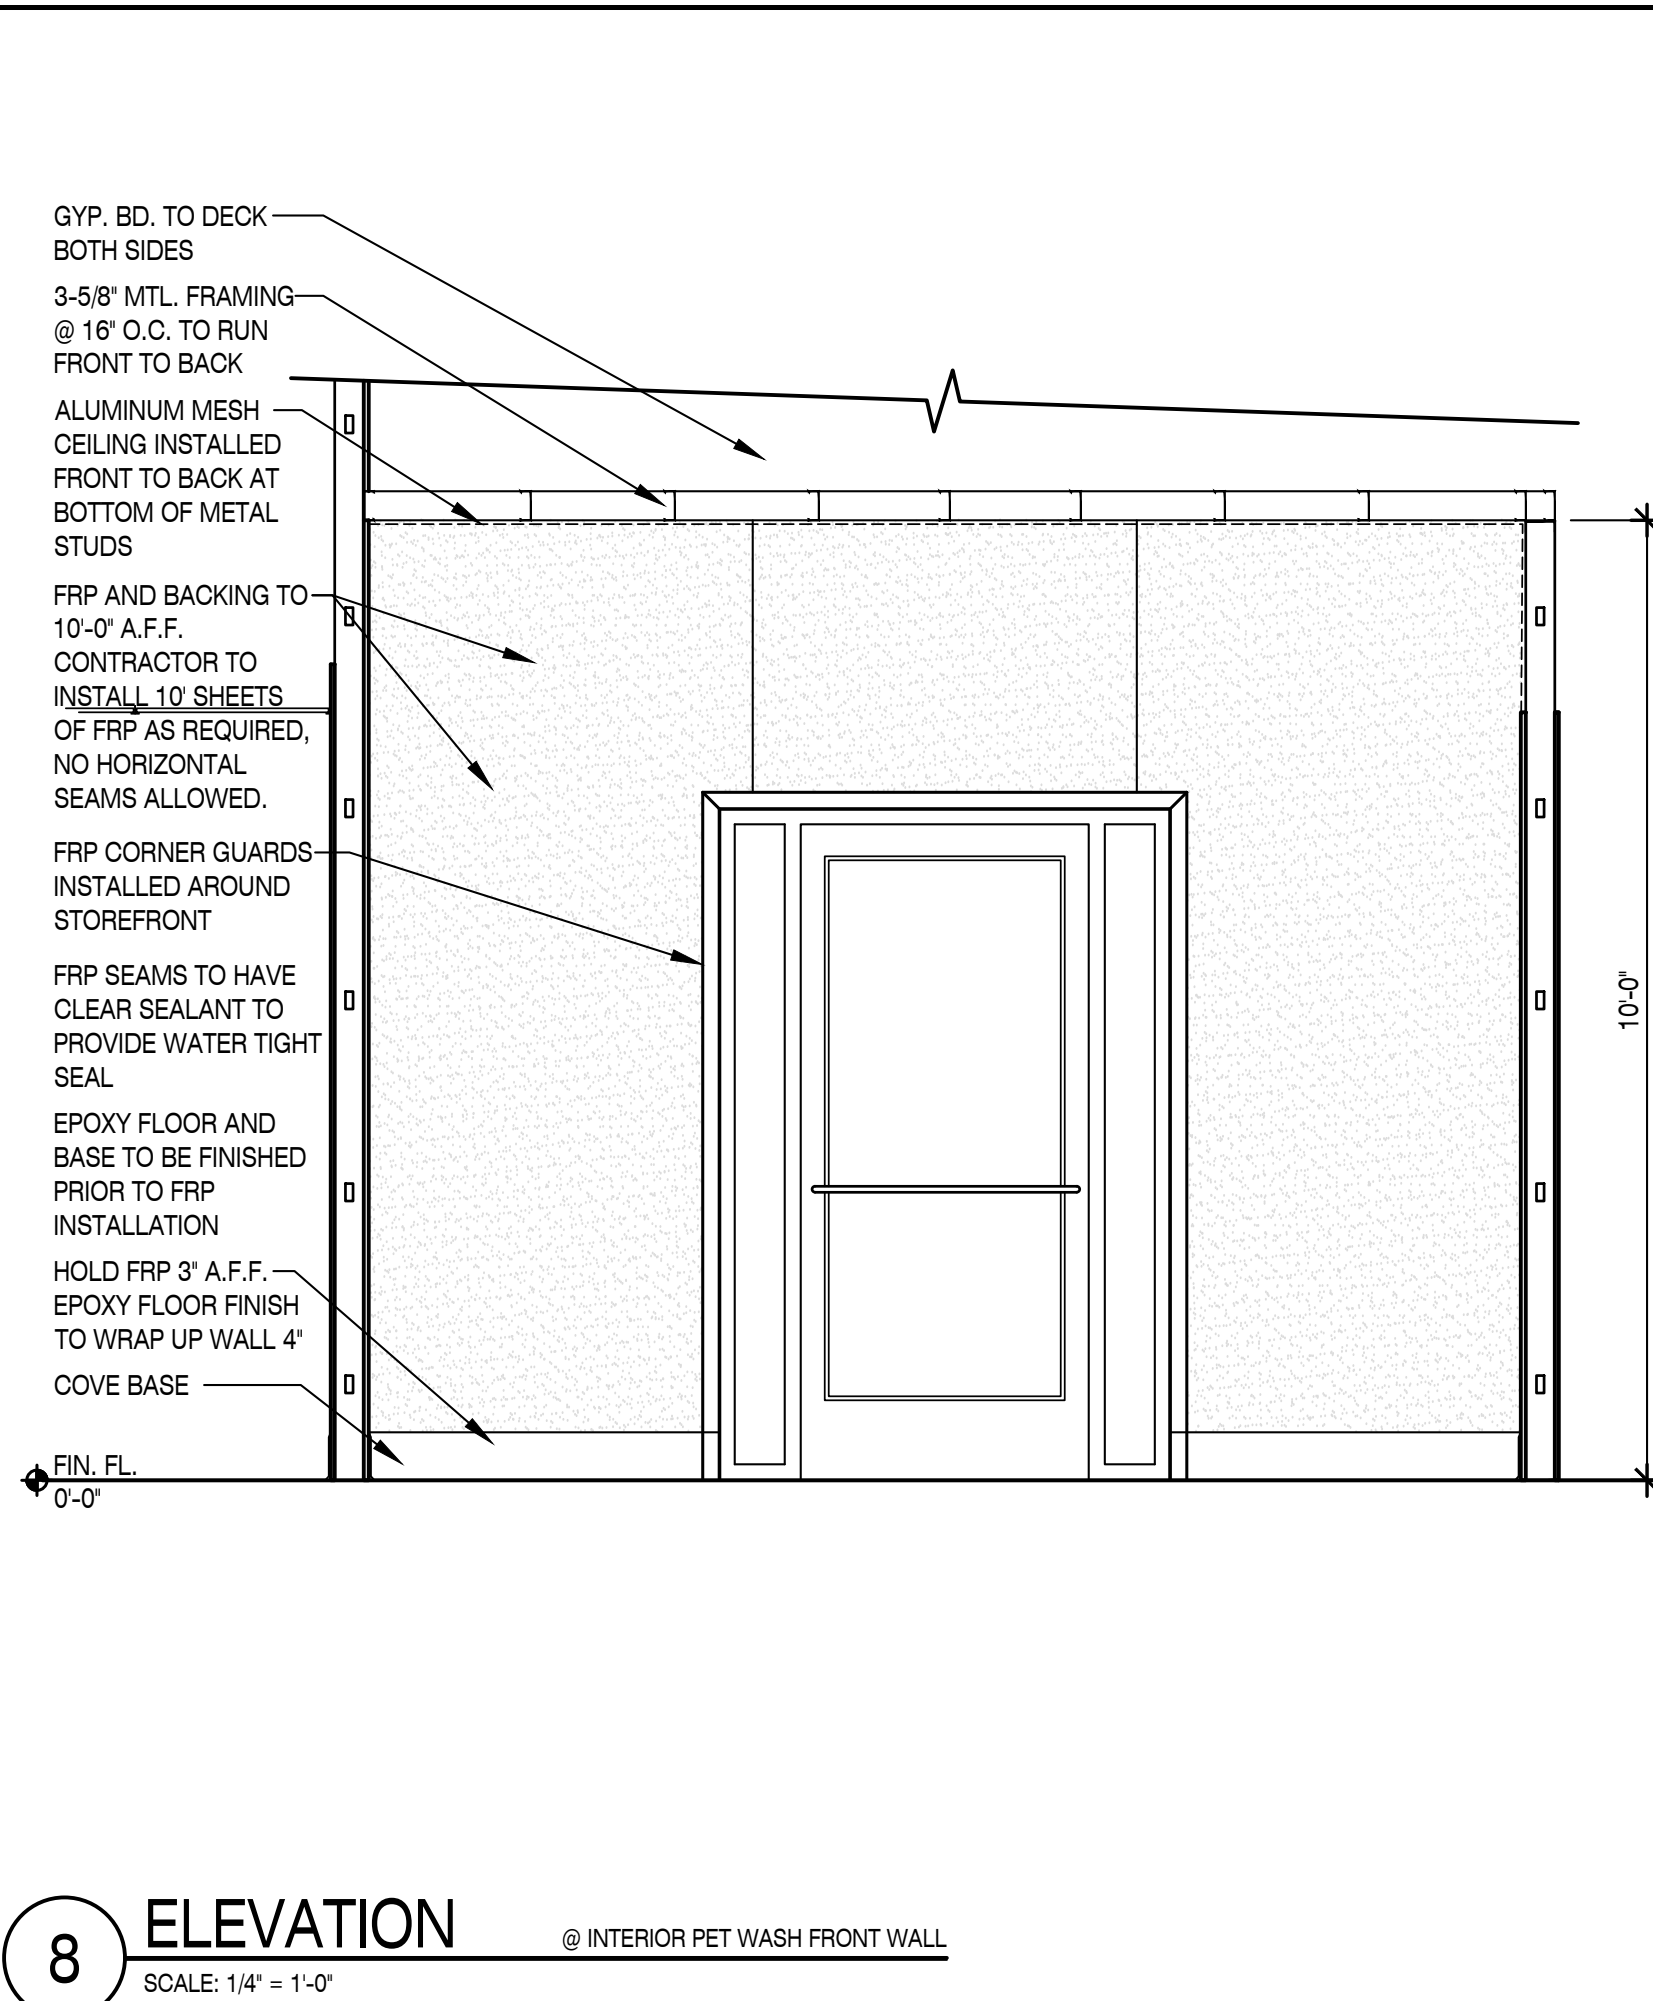 GYP. BD. TO DECK
BOTH SIDES
3-5/8" MTL. FRAMING
@ 16" O.C. TO RUN
FRONT TO BACK
ALUMINUM MESH
CEILING INSTALLED
FRONT TO BACK AT
BOTTOM OF METAL
STUDS
FRP AND BACKING TO
10'-0" A.F.F.
CONTRACTOR TO
INSTALL 10' SHEETS
OF FRP AS REQUIRED,
NO HORIZONTAL
SEAMS ALLOWED.
FRP CORNER GUARDS
INSTALLED AROUND
STOREFRONT
FRP SEAMS TO HAVE
CLEAR SEALANT TO
PROVIDE WATER TIGHT
SEAL
EPOXY FLOOR AND
BASE TO BE FINISHED
PRIOR TO FRP
INSTALLATION
HOLD FRP 3" A.F.F.
EPOXY FLOOR FINISH
TO WRAP UP WALL 4"
COVE BASE
FIN. FL.
0'-0"
10'-0"
8
ELEVATION
@ INTERIOR PET WASH FRONT WALL
SCALE: 1/4" = 1'-0"